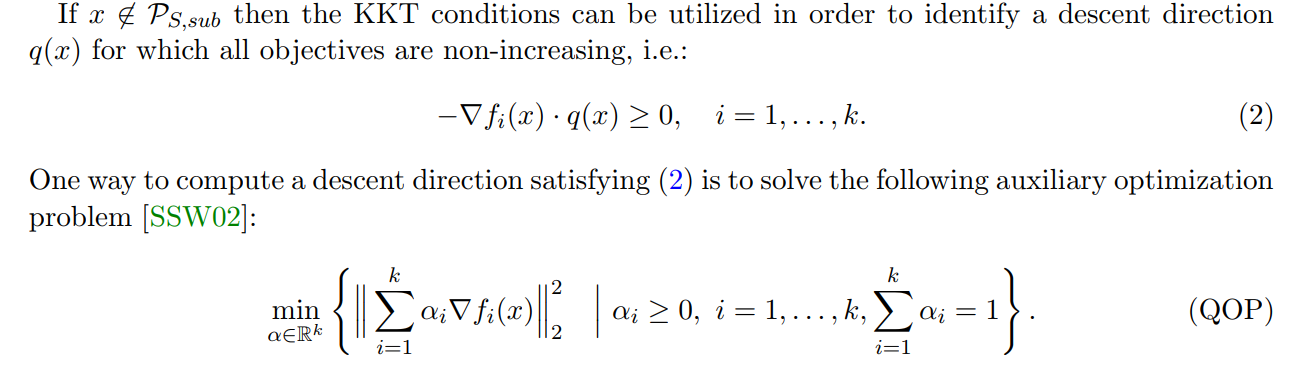 If x ∉ 𝒫_{S,sub} then the KKT conditions can be utilized in order to identify a descent direction
q(x) for which all objectives are non-increasing, i.e.:
−∇f_i(x) · q(x) ≥ 0, i = 1, . . . , k. (2)
One way to compute a descent direction satisfying (2) is to solve the following auxiliary optimization
problem [SSW02]:
min_{α∈ℝ^k} { ‖ ∑_{i=1}^{k} α_i∇f_i(x) ‖_2^2 | α_i ≥ 0, i = 1, . . . , k, ∑_{i=1}^{k} α_i = 1 } . (QOP)